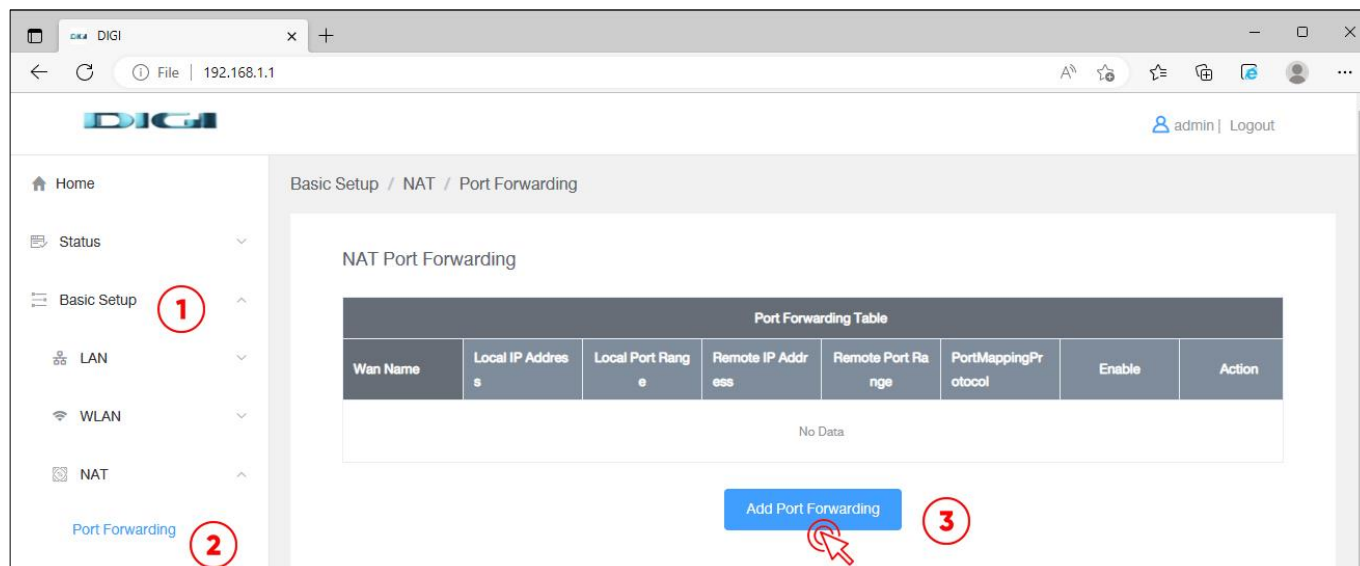 DIGI DIGI
File | 192.168.1.1
DIGI
admin | Logout
Home
Basic Setup / NAT / Port Forwarding
Status
NAT Port Forwarding
Basic Setup
1
Port Forwarding Table
LAN
Wan Name
Local IP Addres
s
Local Port Rang
e
Remote IP Addr
ess
Remote Port Ra
nge
PortMappingPr
otocol
Enable
Action
WLAN
No Data
NAT
Add Port Forwarding
3
Port Forwarding
2